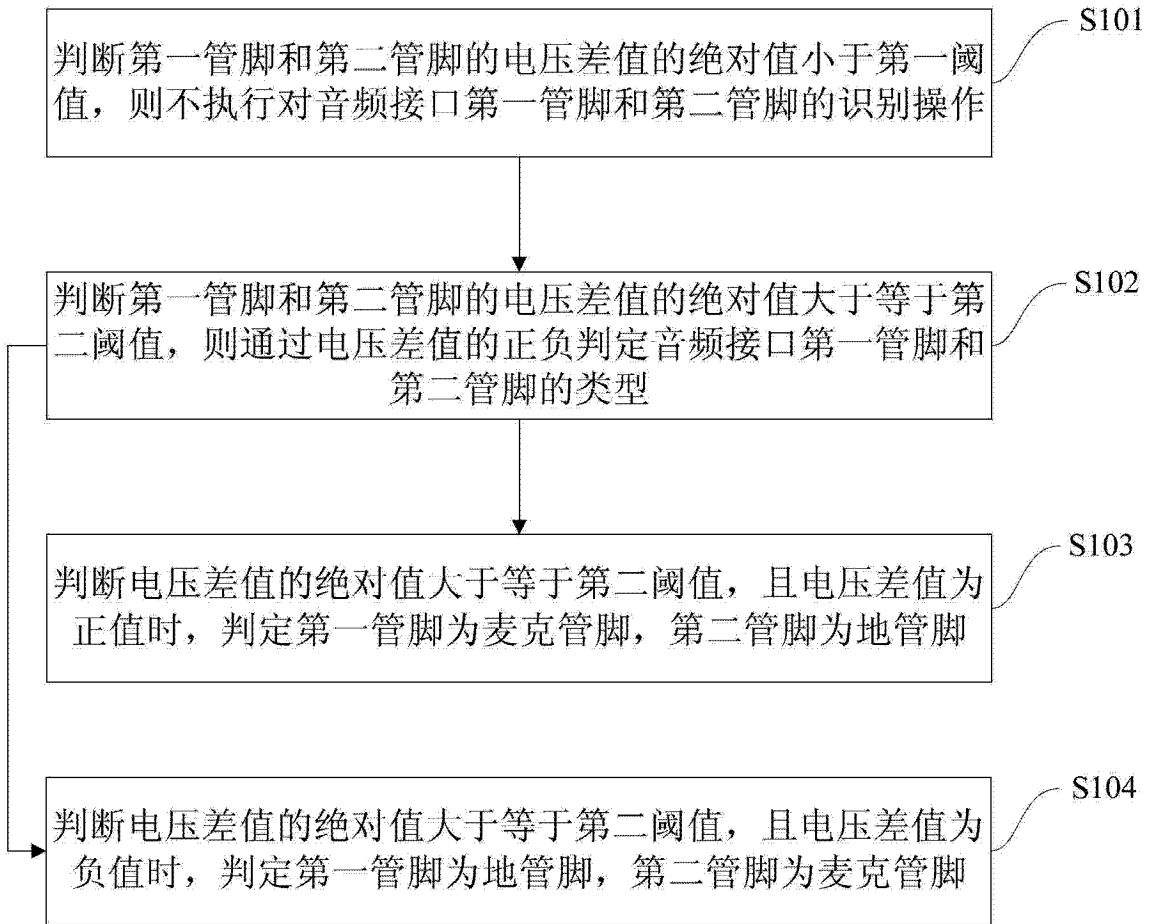 S101
判断第一管脚和第二管脚的电压差值的绝对值小于第一阈
值，则不执行对音频接口第一管脚和第二管脚的识别操作
S102
判断第一管脚和第二管脚的电压差值的绝对值大于等于第
二阈值，则通过电压差值的正负判定音频接口第一管脚和
第二管脚的类型
S103
判断电压差值的绝对值大于等于第二阈值，且电压差值为
正值时，判定第一管脚为麦克管脚，第二管脚为地管脚
S104
判断电压差值的绝对值大于等于第二阈值，且电压差值为
负值时，判定第一管脚为地管脚，第二管脚为麦克管脚